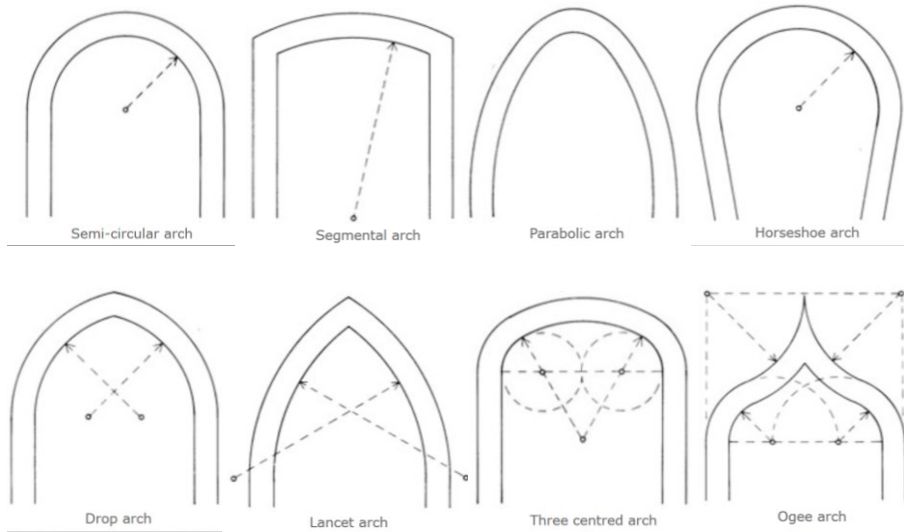 Semi-circular arch
Segmental arch
Parabolic arch
Horseshoe arch
Drop arch
Lancet arch
Three centred arch
Ogee arch